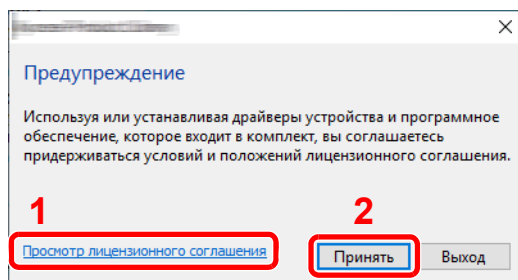 Предупреждение
Используя или устанавливая драйверы устройства и программное
обеспечение, которое входит в комплект, вы соглашаетесь
придерживаться условий и положений лицензионного соглашения.
1
2
Просмотр лицензионного соглашения
Принять
Выход